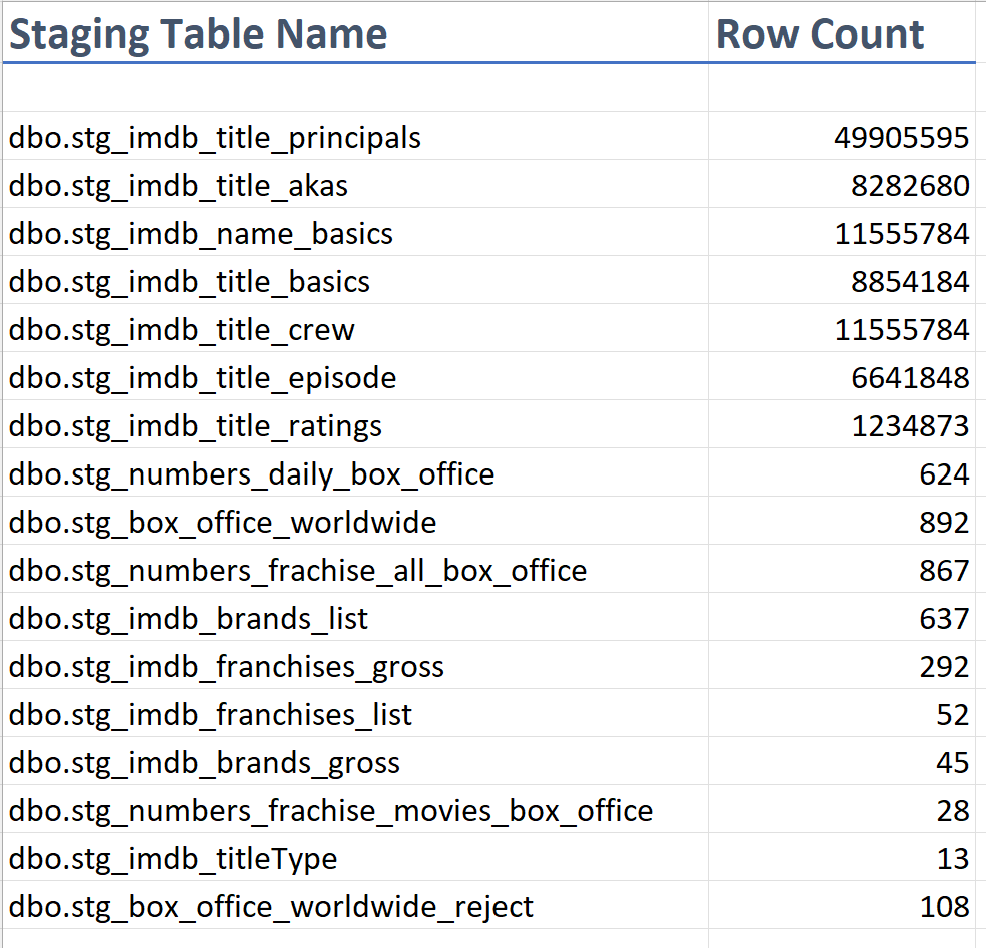 Staging Table Name Row Count
dbo.stg_imdb_title_principals 49905595
dbo.stg_imdb_title_akas 8282680
dbo.stg_imdb_name_basics 11555784
dbo.stg_imdb_title_basics 8854184
dbo.stg_imdb_title_crew 11555784
dbo.stg_imdb_title_episode 6641848
dbo.stg_imdb_title_ratings 1234873
dbo.stg_numbers_daily_box_office 624
dbo.stg_box_office_worldwide 892
dbo.stg_numbers_frachise_all_box_office 867
dbo.stg_imdb_brands_list 637
dbo.stg_imdb_franchises_gross 292
dbo.stg_imdb_franchises_list 52
dbo.stg_imdb_brands_gross 45
dbo.stg_numbers_frachise_movies_box_office 28
dbo.stg_imdb_titleType 13
dbo.stg_box_office_worldwide_reject 108